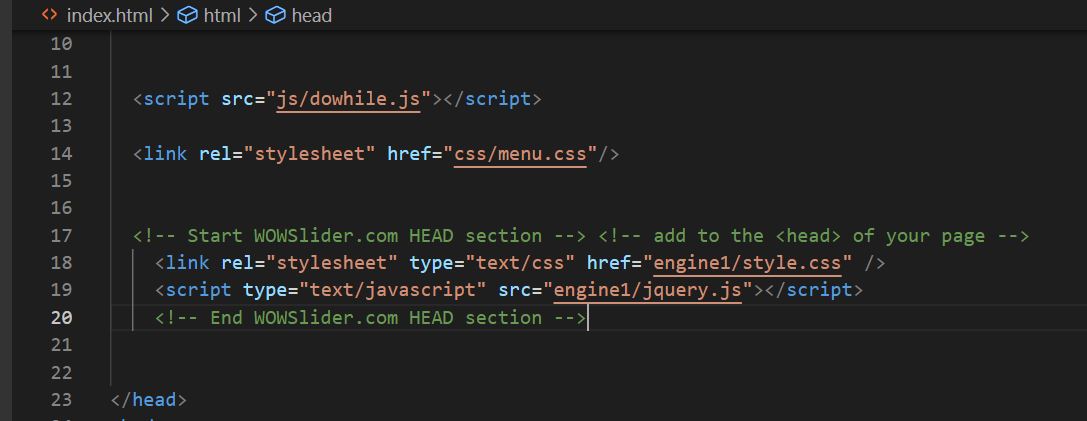 index.html > html > head
10
11
12 <script src="js/dowhile.js"></script>
13
14 <link rel="stylesheet" href="css/menu.css"/>
15
16
17 <!-- Start WOWSlider.com HEAD section --> <!-- add to the <head> of your page -->
18 <link rel="stylesheet" type="text/css" href="engine1/style.css" />
19 <script type="text/javascript" src="engine1/jquery.js"></script>
20 <!-- End WOWSlider.com HEAD section -->
21
22
23 </head>